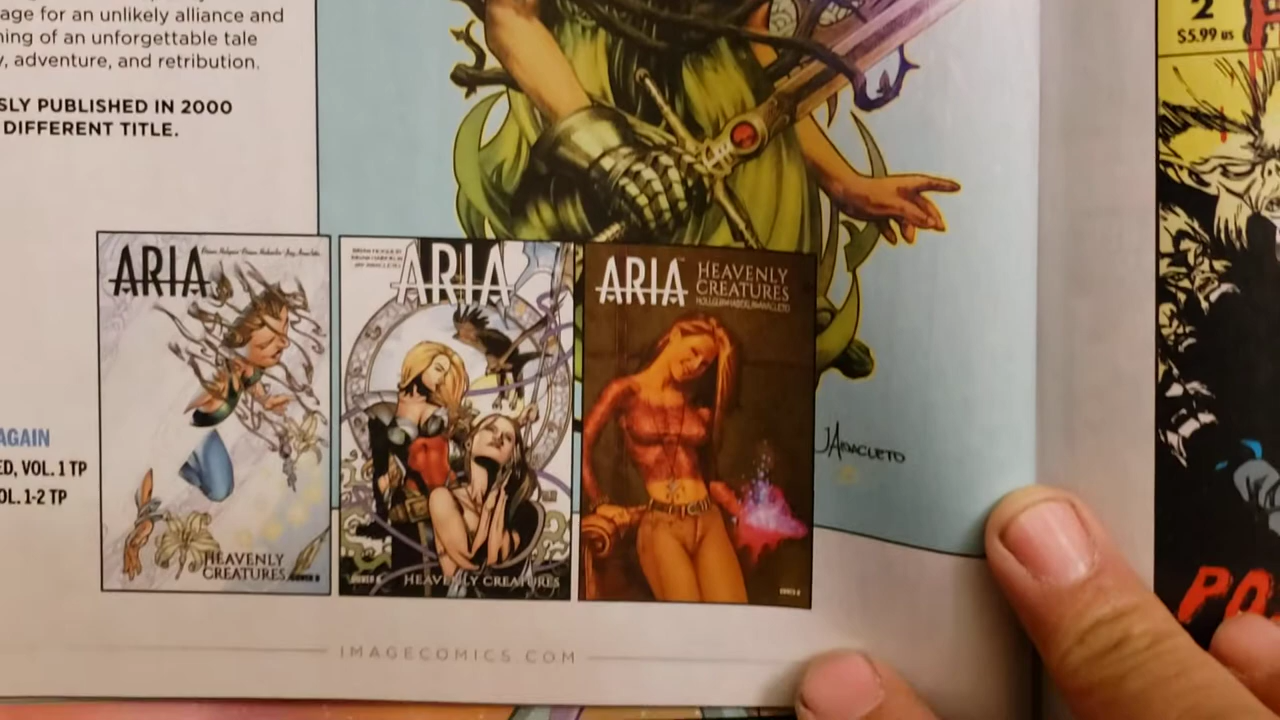 age for an unlikely alliance and
ning of an unforgettable tale
y, adventure, and retribution.
SLY PUBLISHED IN 2000
DIFFERENT TITLE.
AGAIN
ED, VOL. 1 TP
OL. 1-2 TP
ARIA
HEAVENLY
CREATURES
ARIA
HEAVENLY CREATURES
ARIA
HEAVENLY
CREATURES
JANACLETO
IMAGECOMICS.COM
2
$5.99 US
PO